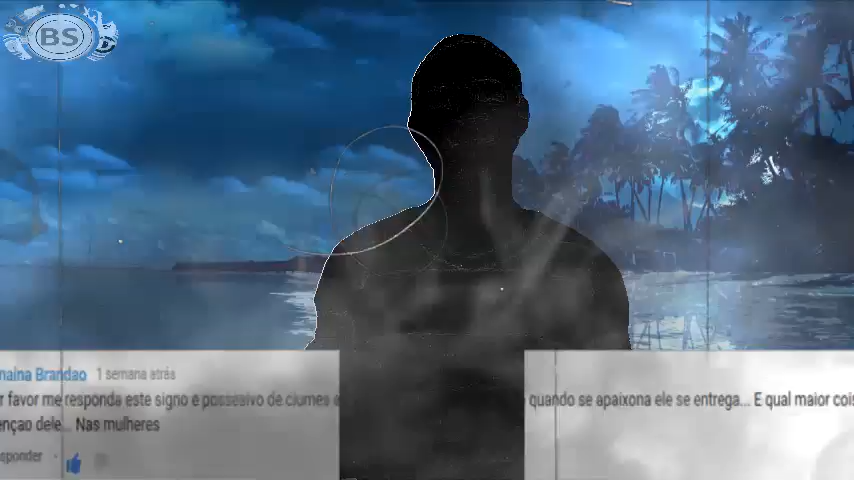 BS
naina Brandao 1 semana atrás
r favor me responda este signo e possesivo de ciumes e quando se apaixona ele se entrega... E qual maior cois
ençao dele... Nas mulheres
sponder